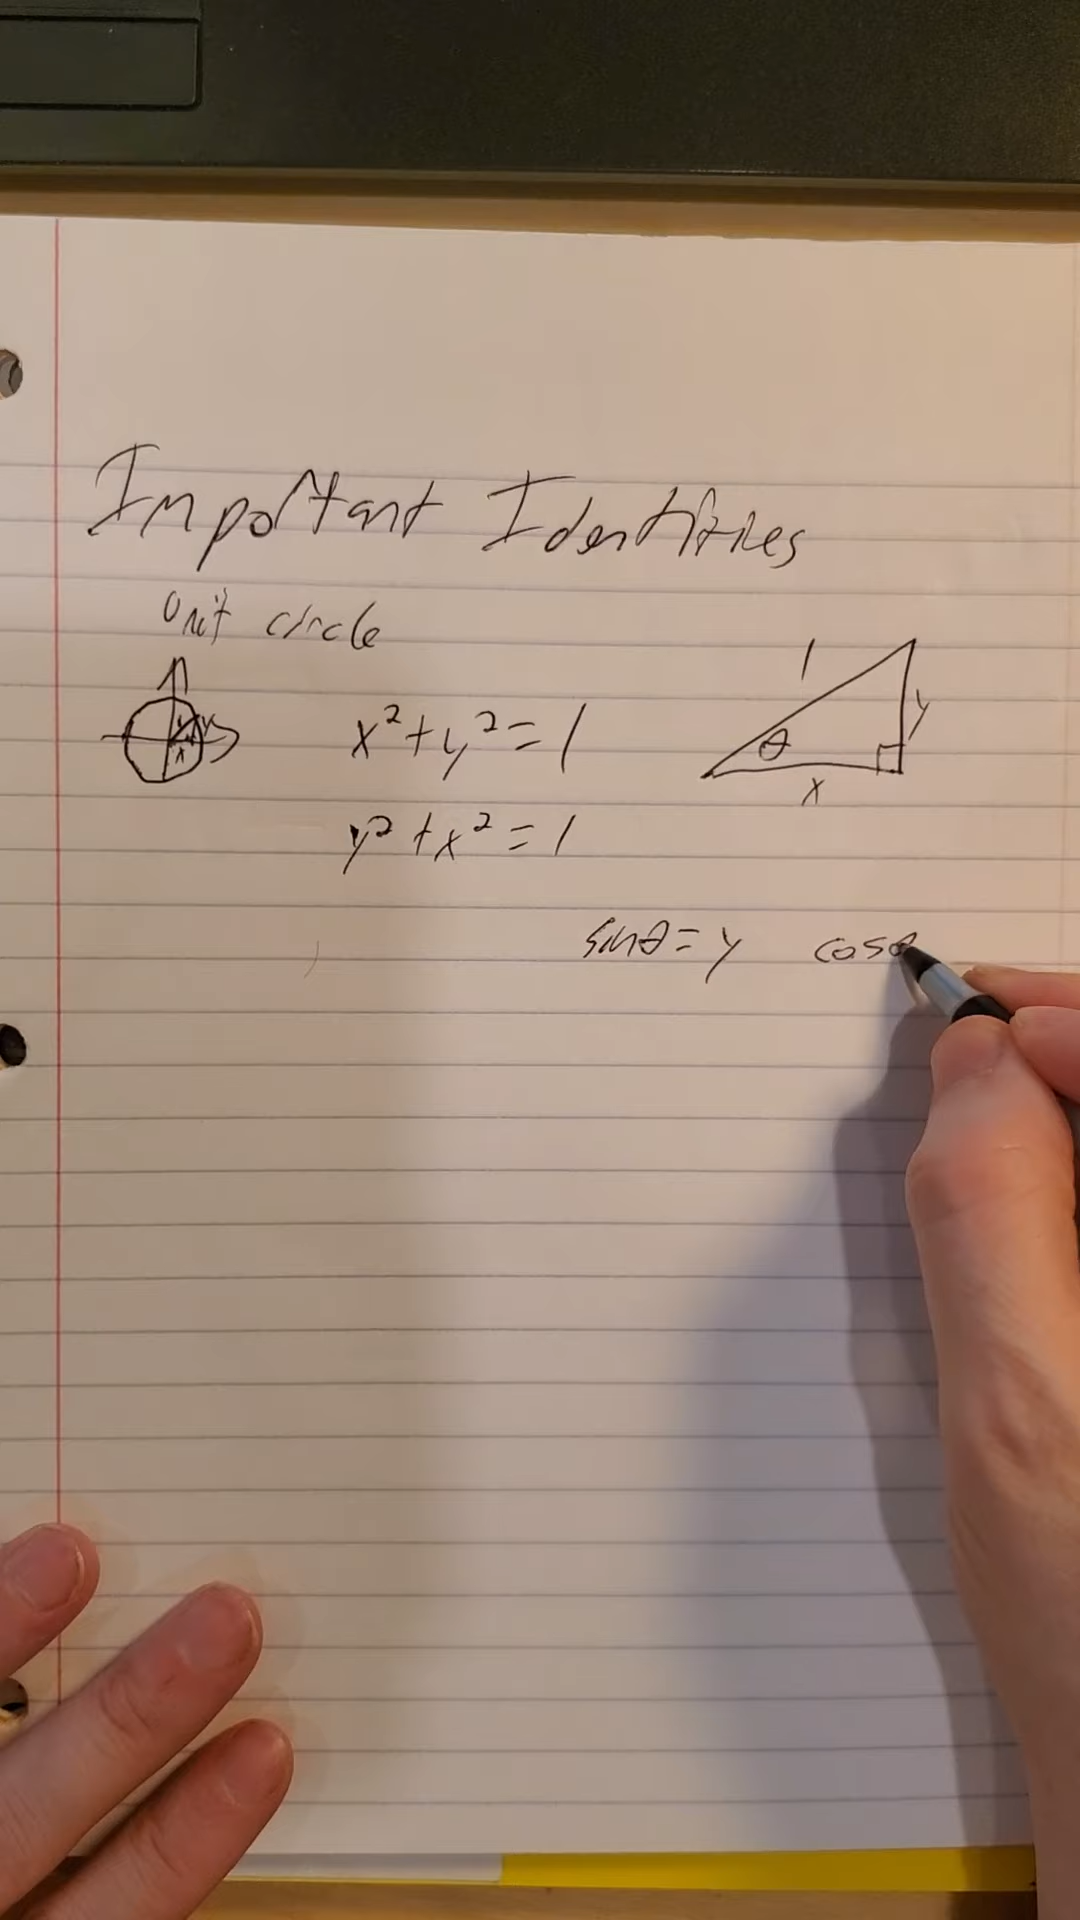 Important Identities
Unit circle
x² + y² = 1
1
y
θ
x
y² + x² = 1
sinθ = y cosθ